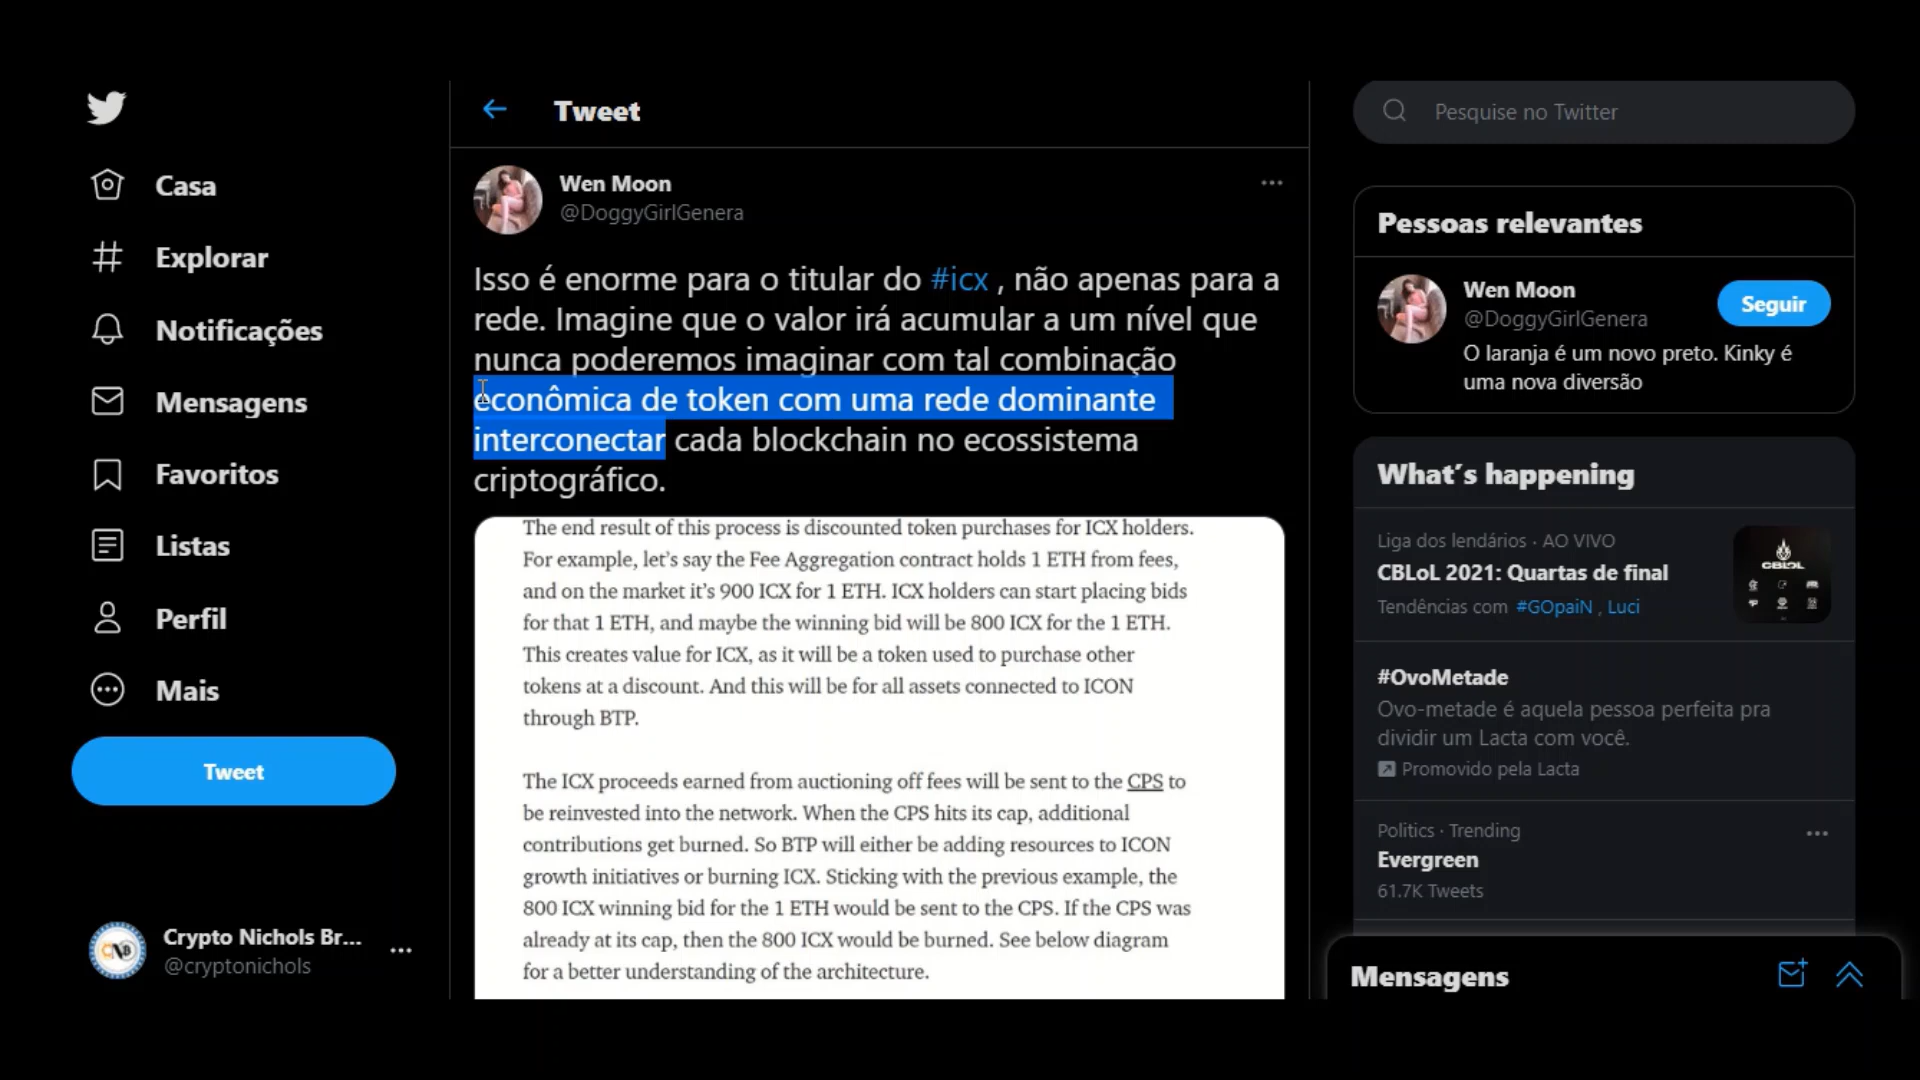 Casa
Explorar
Notificações
Mensagens
Favoritos
Listas
Perfil
Mais
Tweet
Crypto Nichols Br...
@cryptonichols
Tweet
Wen Moon
@DoggyGirlGenera
Isso é enorme para o titular do #icx , não apenas para a
rede. Imagine que o valor irá acumular a um nível que
nunca poderemos imaginar com tal combinação
econômica de token com uma rede dominante
interconectar cada blockchain no ecossistema
criptográfico.
The end result of this process is discounted token purchases for ICX holders.
For example, let's say the Fee Aggregation contract holds 1 ETH from fees,
and on the market it's 900 ICX for 1 ETH. ICX holders can start placing bids
for that 1 ETH, and maybe the winning bid will be 800 ICX for the 1 ETH.
This creates value for ICX, as it will be a token used to purchase other
tokens at a discount. And this will be for all assets connected to ICON
through BTP.
The ICX proceeds earned from auctioning off fees will be sent to the CPS to
be reinvested into the network. When the CPS hits its cap, additional
contributions get burned. So BTP will either be adding resources to ICON
growth initiatives or burning ICX. Sticking with the previous example, the
800 ICX winning bid for the 1 ETH would be sent to the CPS. If the CPS was
already at its cap, then the 800 ICX would be burned. See below diagram
for a better understanding of the architecture.
Pesquise no Twitter
Pessoas relevantes
Wen Moon
@DoggyGirlGenera
Seguir
O laranja é um novo preto. Kinky é
uma nova diversão
What's happening
Liga dos lendários · AO VIVO
CBLoL 2021: Quartas de final
Tendências com #GOpaiN , Luci
CBLOL
#OvoMetade
Ovo-metade é aquela pessoa perfeita pra
dividir um Lacta com você.
Promovido pela Lacta
Politics · Trending
Evergreen
61.7K Tweets
Mensagens